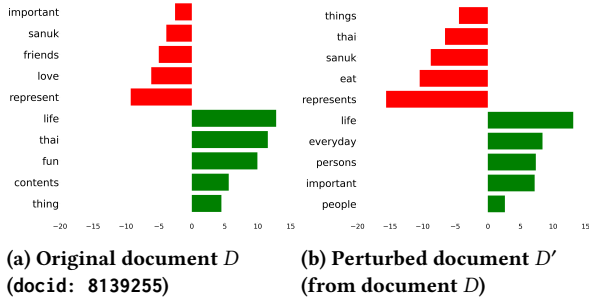 important
sanuk
friends
love
represent
life
thai
fun
contents
thing
−20 −15 −10 −5 0 5 10 15
(a) Original document D
(docid: 8139255)
things
thai
sanuk
eat
represents
life
everyday
persons
important
people
−20 −15 −10 −5 0 5 10 15
(b) Perturbed document D′
(from document D)